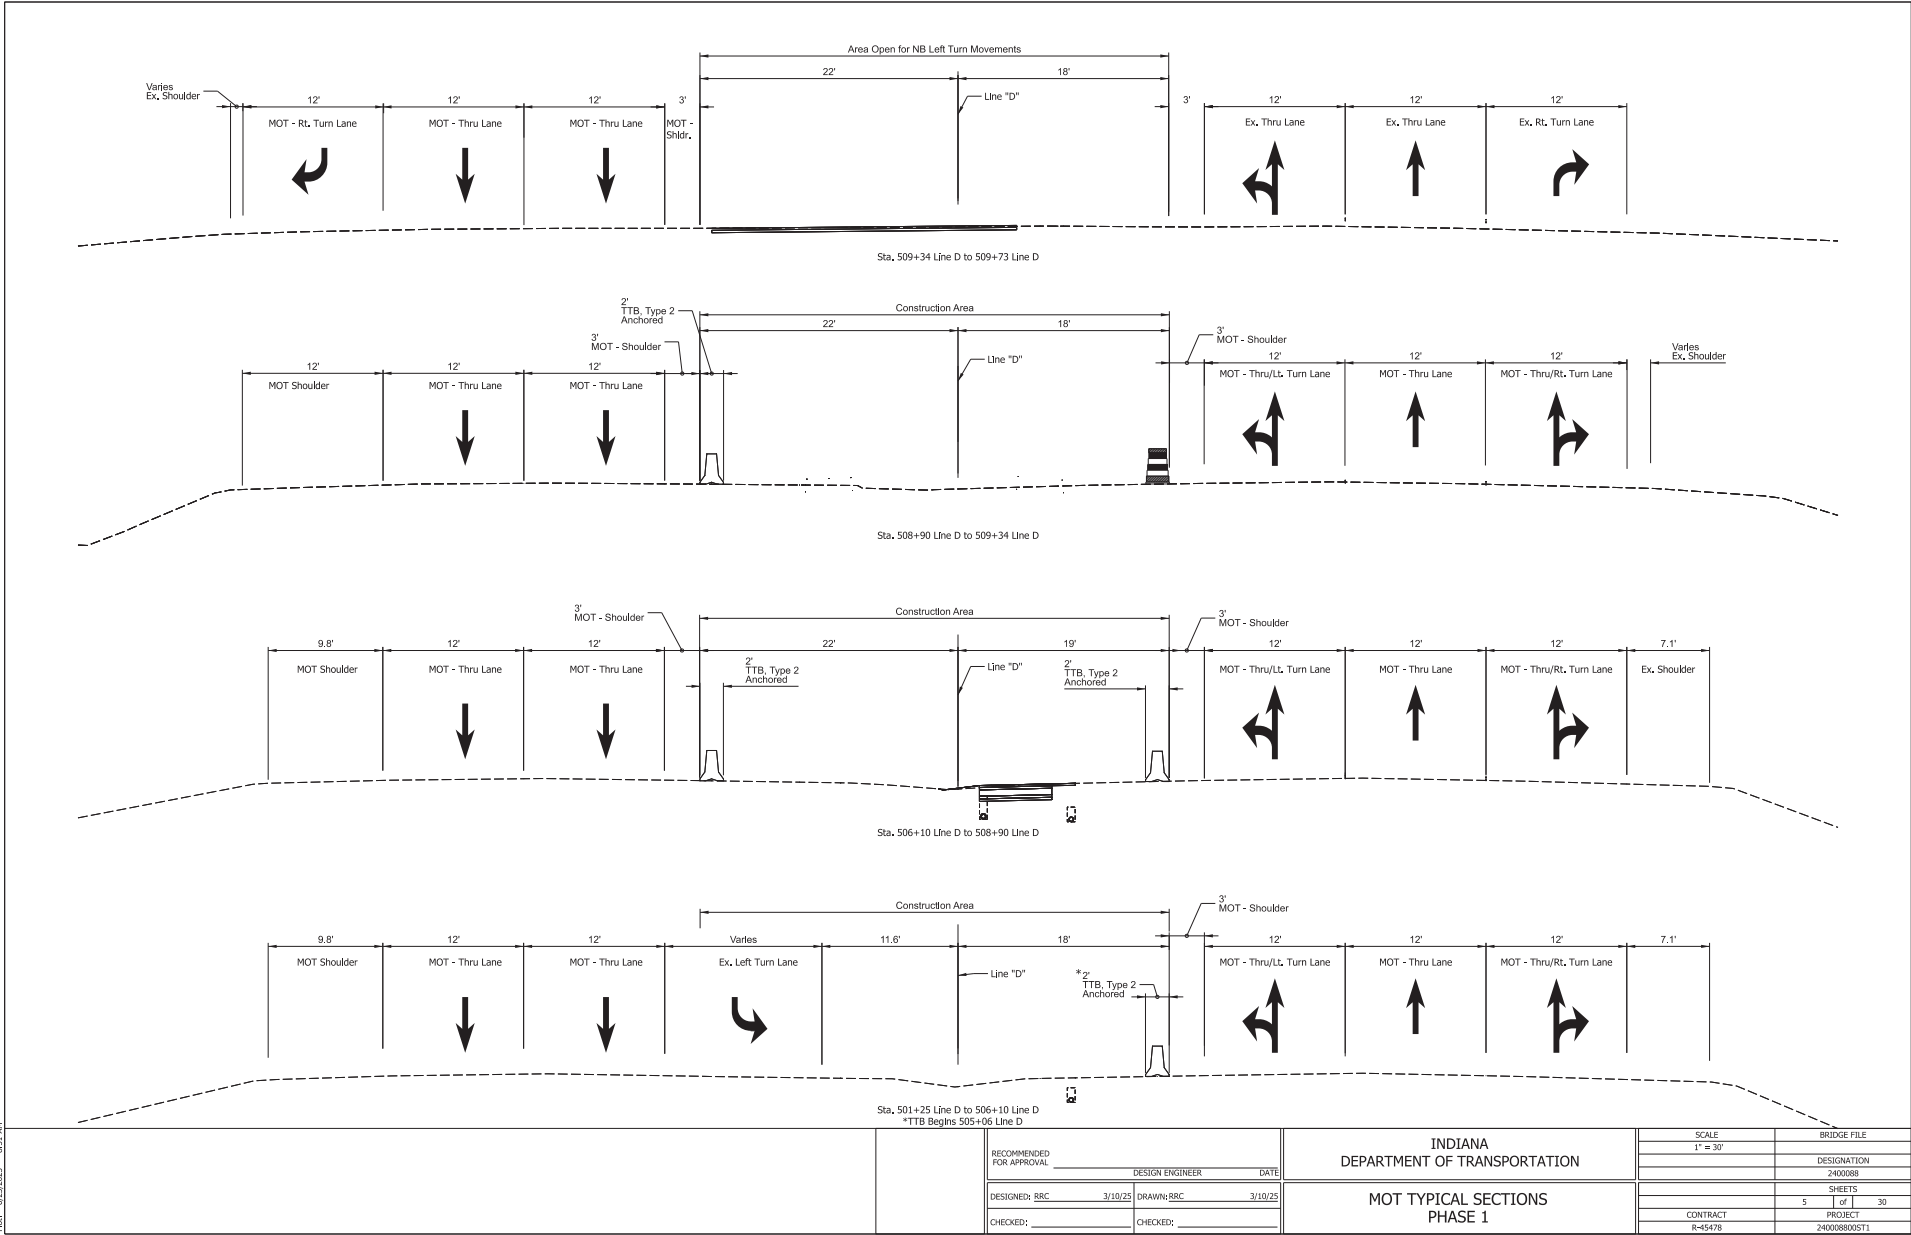 Area Open for NB Left Turn Movements
22'
18'
Varies
Ex. Shoulder
12'
12'
12'
3'
Line "D"
3'
12'
12'
12'
MOT - Rt. Turn Lane
MOT - Thru Lane
MOT - Thru Lane
MOT -
Shldr.
Ex. Thru Lane
Ex. Thru Lane
Ex. Rt. Turn Lane
Sta. 509+34 Line D to 509+73 Line D
2'
TTB, Type 2
Anchored
Construction Area
22'
18'
3'
MOT - Shoulder
3'
MOT - Shoulder
Varies
Ex. Shoulder
Line "D"
12'
12'
12'
12'
12'
12'
MOT Shoulder
MOT - Thru Lane
MOT - Thru Lane
MOT - Thru/Lt. Turn Lane
MOT - Thru Lane
MOT - Thru/Rt. Turn Lane
Sta. 508+90 Line D to 509+34 Line D
3'
MOT - Shoulder
Construction Area
3'
MOT - Shoulder
9.8'
12'
12'
22'
19'
12'
12'
12'
7.1'
MOT Shoulder
MOT - Thru Lane
MOT - Thru Lane
2'
TTB, Type 2
Anchored
Line "D"
2'
TTB, Type 2
Anchored
MOT - Thru/Lt. Turn Lane
MOT - Thru Lane
MOT - Thru/Rt. Turn Lane
Ex. Shoulder
Sta. 506+10 Line D to 508+90 Line D
Construction Area
3'
MOT - Shoulder
9.8'
12'
12'
Varies
11.6'
18'
12'
12'
12'
7.1'
MOT Shoulder
MOT - Thru Lane
MOT - Thru Lane
Ex. Left Turn Lane
Line "D"
*2'
TTB, Type 2
Anchored
MOT - Thru/Lt. Turn Lane
MOT - Thru Lane
MOT - Thru/Rt. Turn Lane
Sta. 501+25 Line D to 506+10 Line D
*TTB Begins 505+06 Line D
RECOMMENDED
FOR APPROVAL
DESIGN ENGINEER DATE
DESIGNED: RRC 3/10/25 DRAWN: RRC 3/10/25
CHECKED: CHECKED:
INDIANA
DEPARTMENT OF TRANSPORTATION
MOT TYPICAL SECTIONS
PHASE 1
SCALE
1" = 30'
BRIDGE FILE
DESIGNATION
2400088
SHEETS
5 of 30
CONTRACT
R-45478
PROJECT
240008800ST1